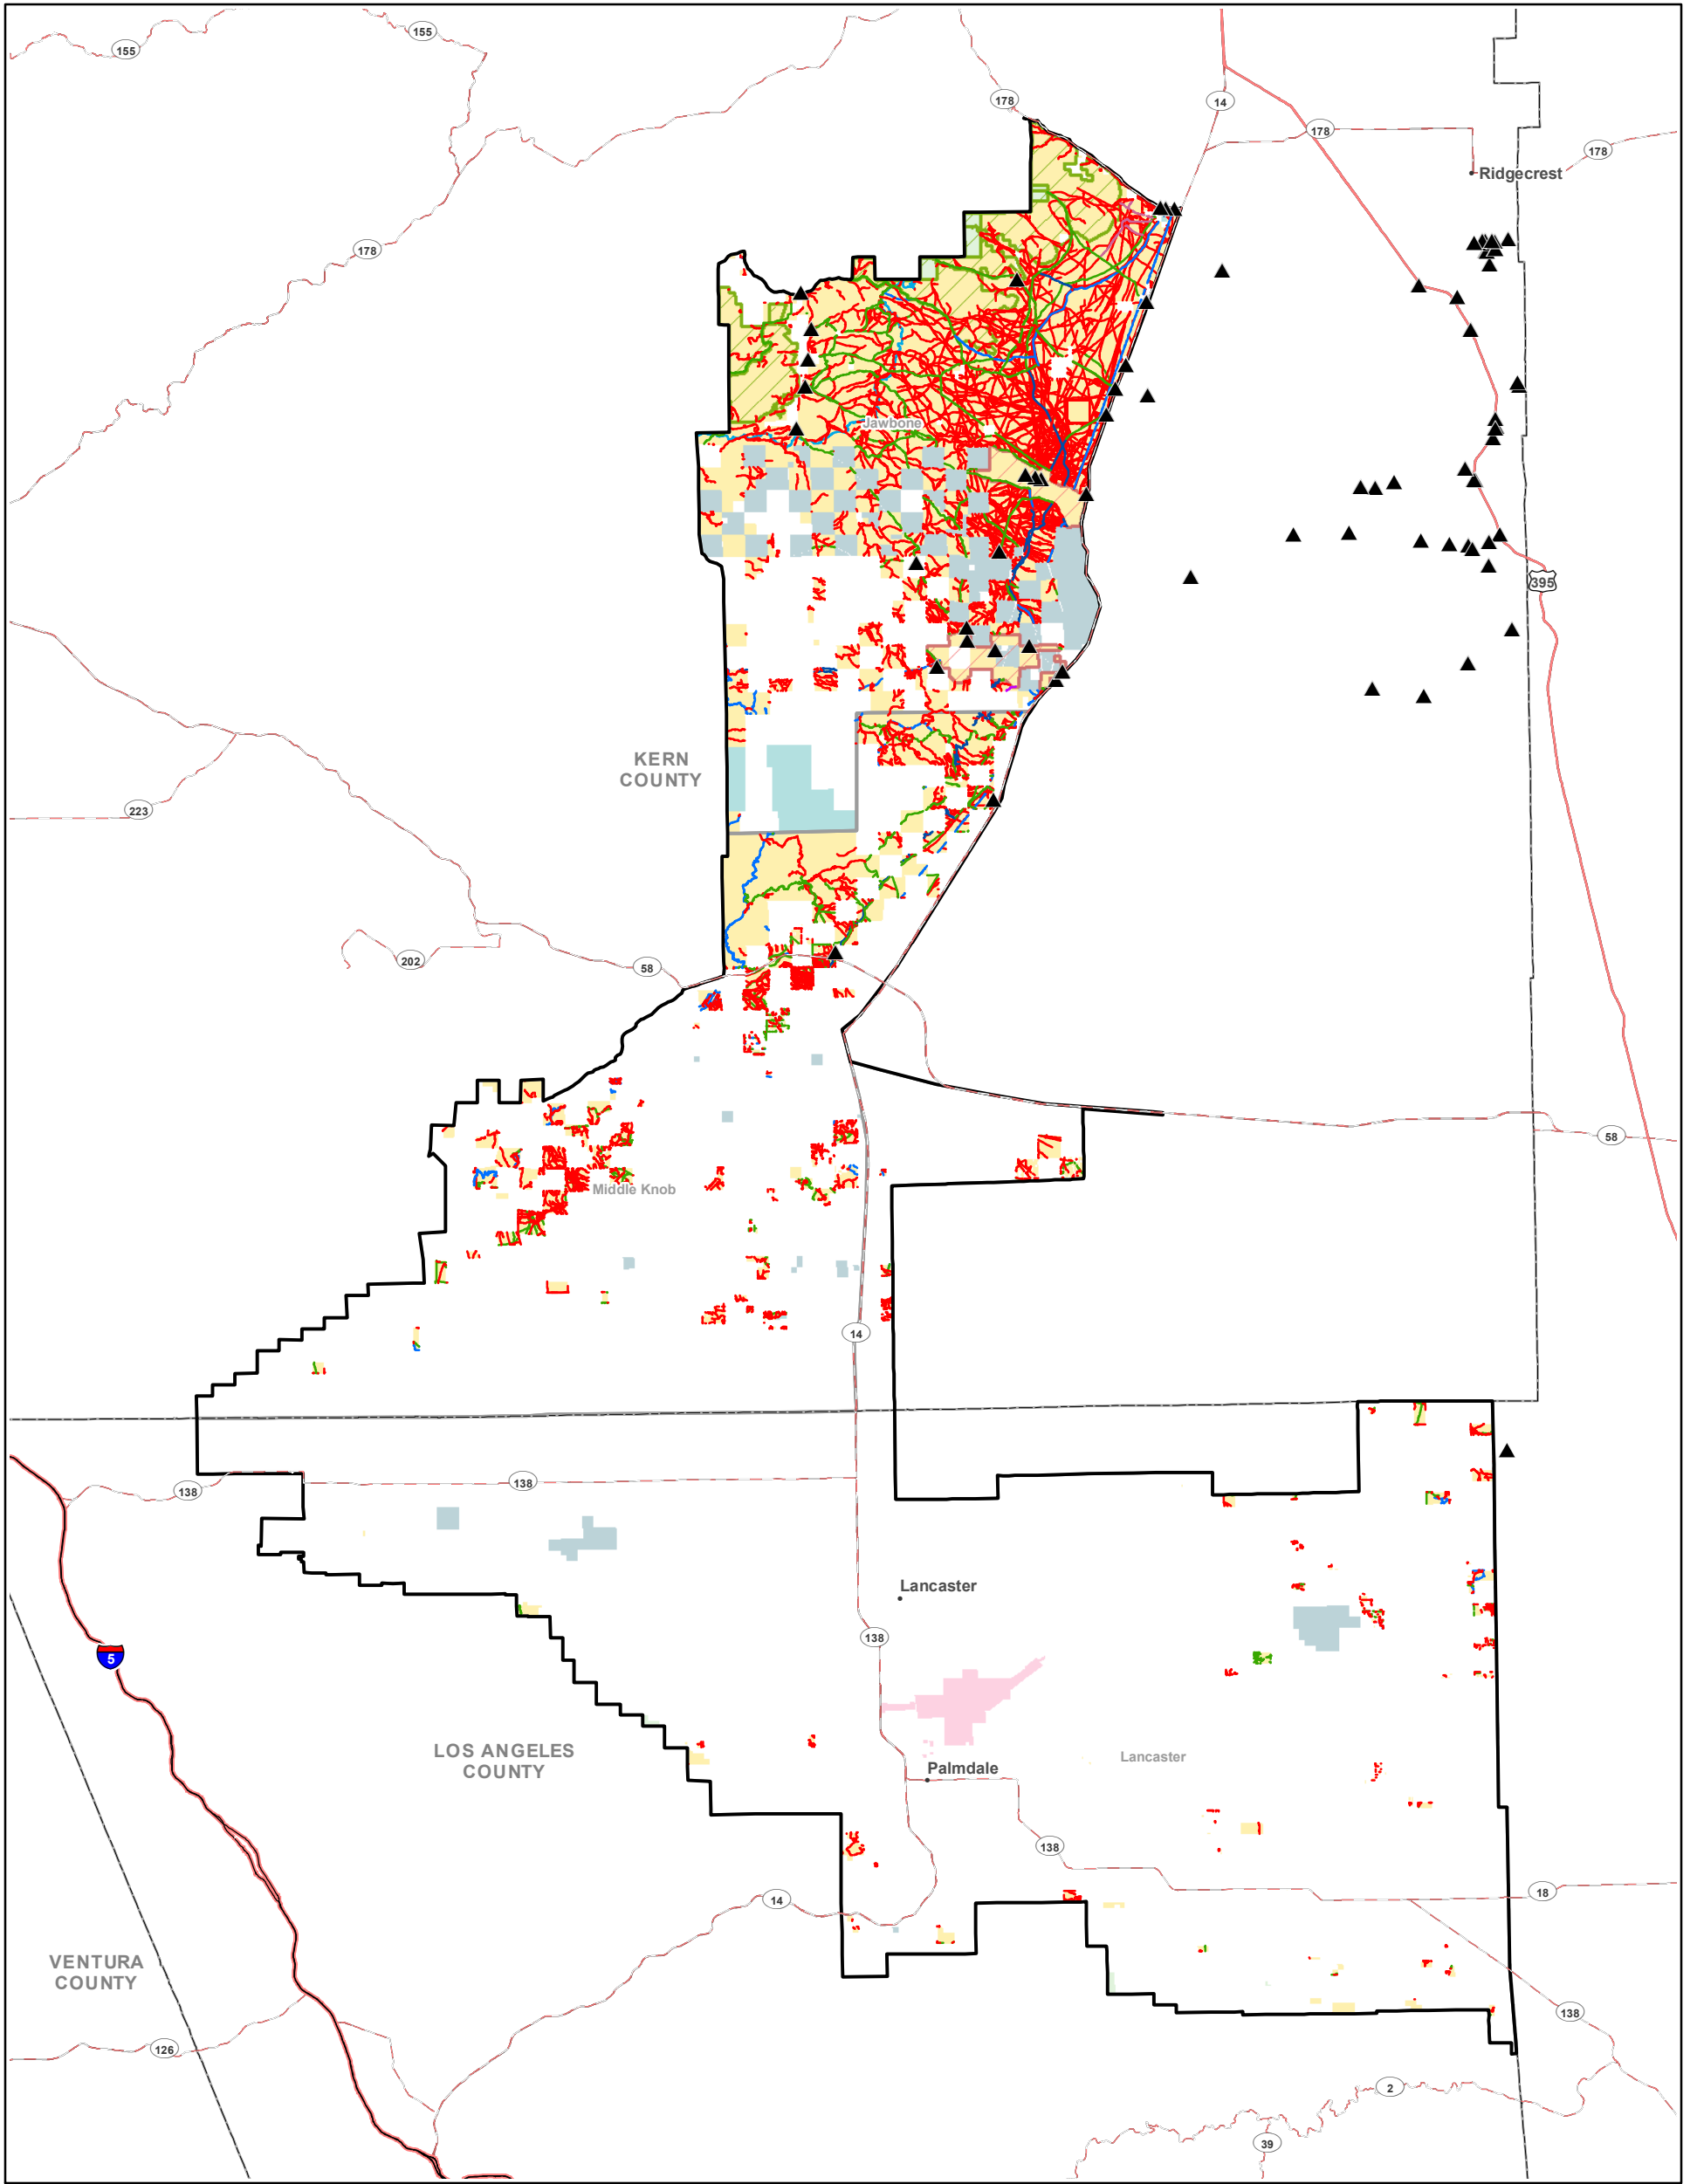 155
155
178
14
178
178
Ridgecrest
178
Jawbone
395
KERN
COUNTY
223
202
58
58
Middle Knob
14
138
138
Lancaster
138
5
LOS ANGELES
COUNTY
Lancaster
Palmdale
138
14
18
VENTURA
COUNTY
138
126
2
39